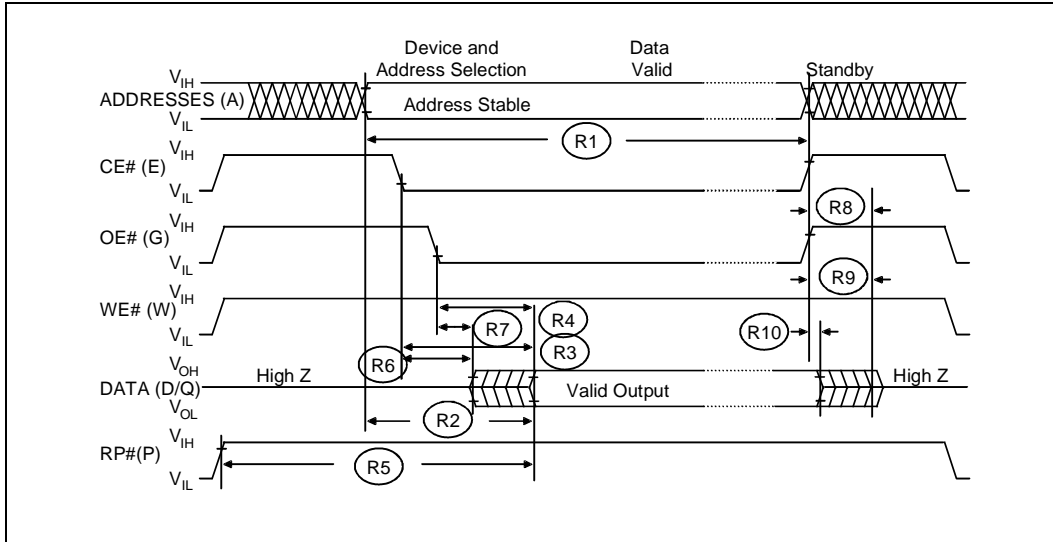 Device and Address Selection
Data Valid
Standby
VIH
ADDRESSES (A)
VIL
Address Stable
R1
VIH
CE# (E)
VIL
R8
VIH
OE# (G)
VIL
R9
VIH
WE# (W)
VIL
R7
R4
R10
R6
R3
VOH
DATA (D/Q)
VOL
High Z
Valid Output
High Z
R2
VIH
RP#(P)
VIL
R5